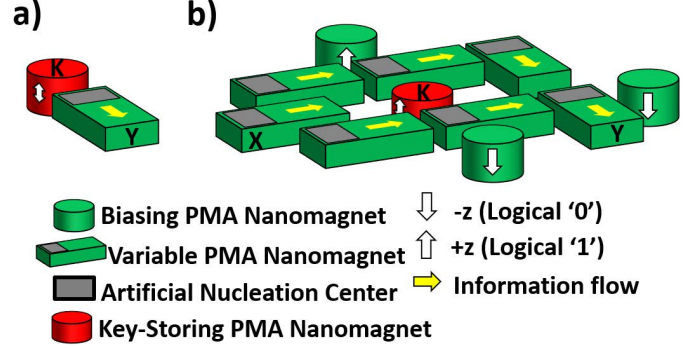 a)
b)
K
Y
X
K
Y
Biasing PMA Nanomagnet
-z (Logical ‘0’)
Variable PMA Nanomagnet
+z (Logical ‘1’)
Artificial Nucleation Center
Information flow
Key-Storing PMA Nanomagnet